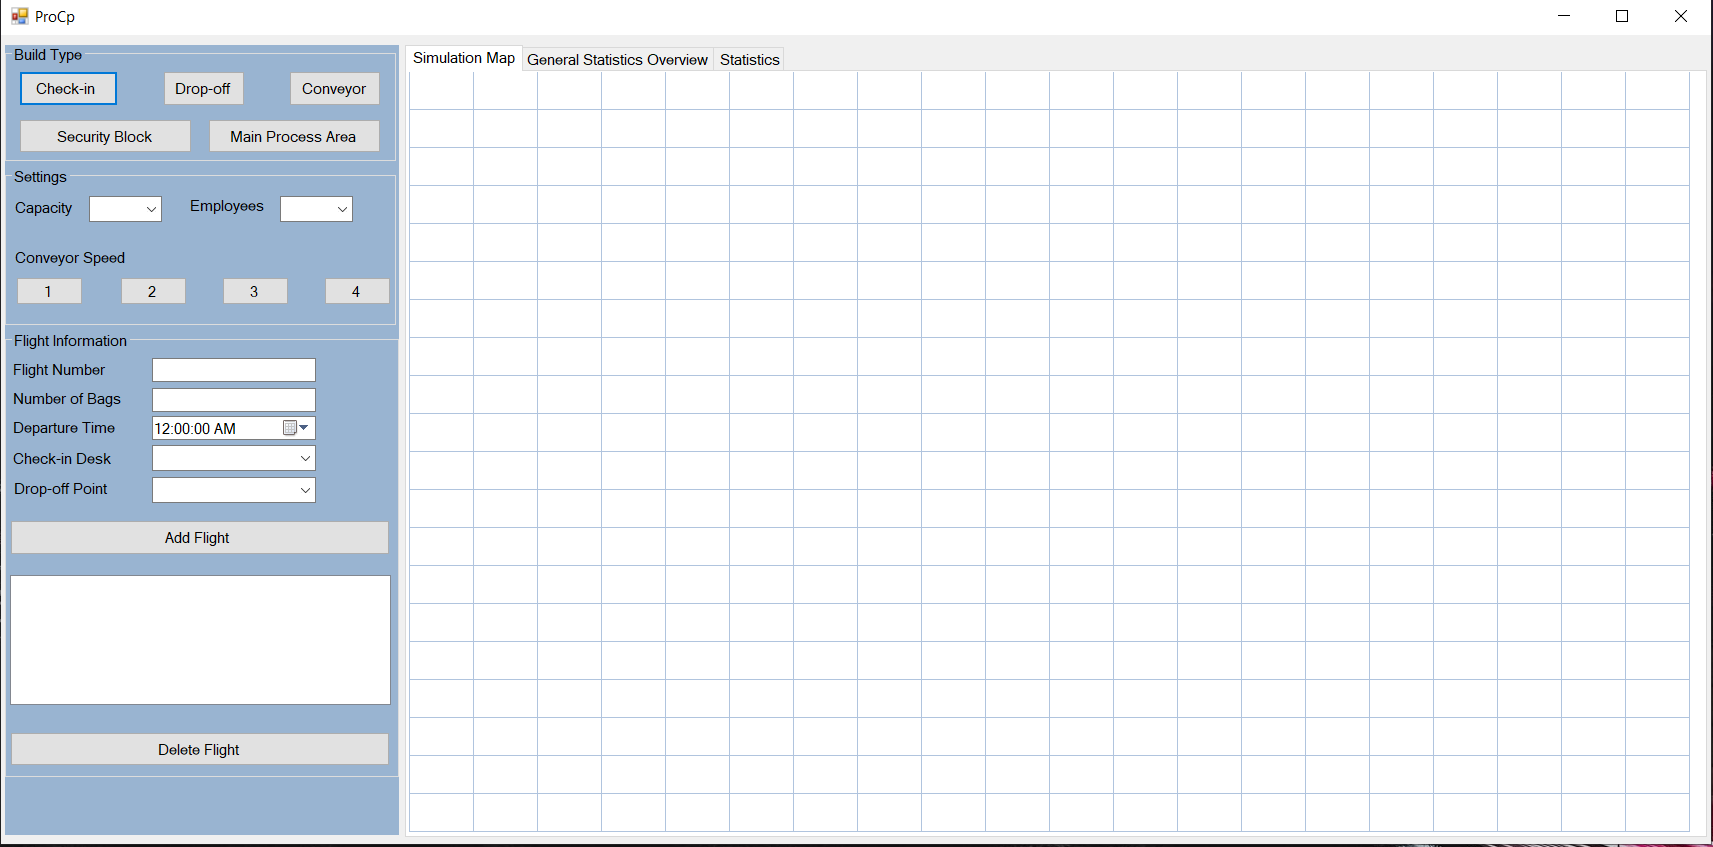 ProCp
Build Type
Check-in Drop-off Conveyor
Security Block Main Process Area
Settings
Capacity Employees
Conveyor Speed
1 2 3 4
Flight Information
Flight Number
Number of Bags
Departure Time 12:00:00 AM
Check-in Desk
Drop-off Point
Add Flight
Delete Flight
Simulation Map General Statistics Overview Statistics